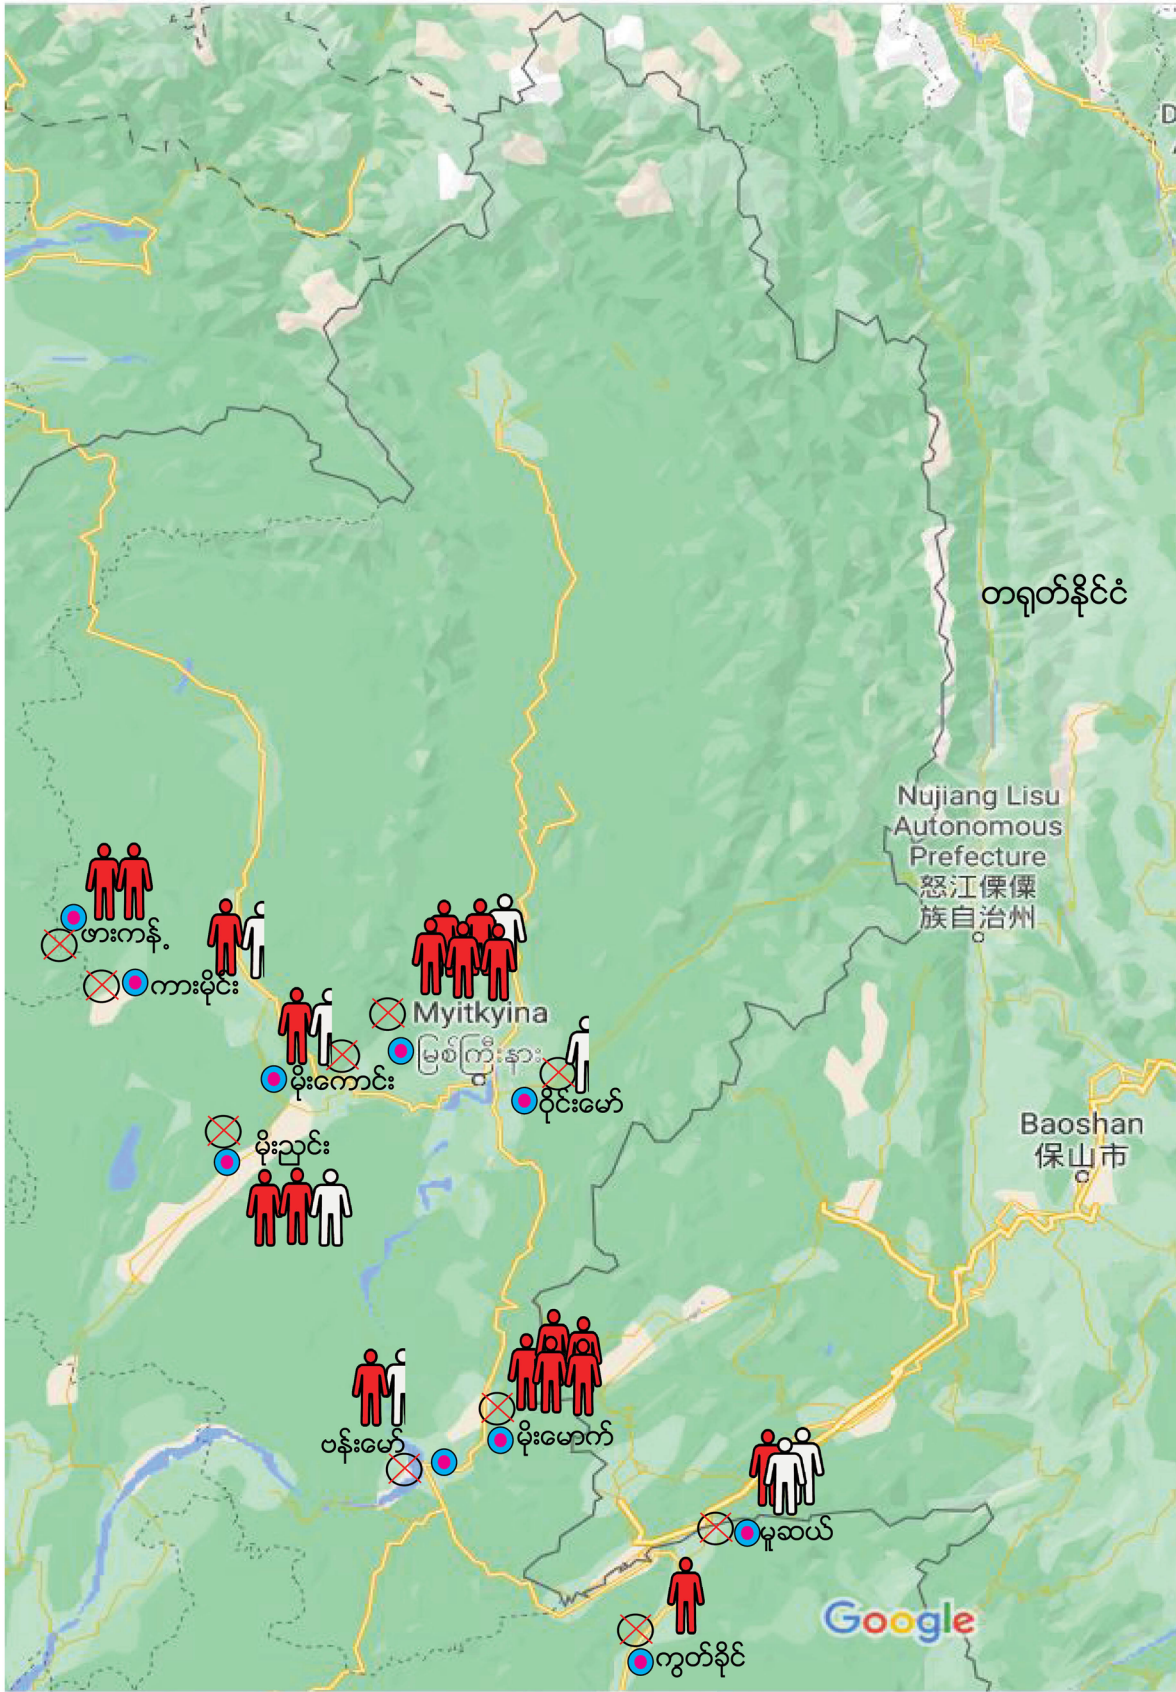 D
တရုတ်နိုင်ငံ
Nujiang Lisu
Autonomous
Prefecture
怒江傈僳
族自治州
ဖားကန့်
ကားမိုင်း
Myitkyina
မြစ်ကြီးနား
မိုးကောင်း
ဝိုင်းမော်
မိုးညှင်း
Baoshan
保山市
ဗန်းမော်
မိုးမောက်
မူဆယ်
Google
ကွတ်ခိုင်